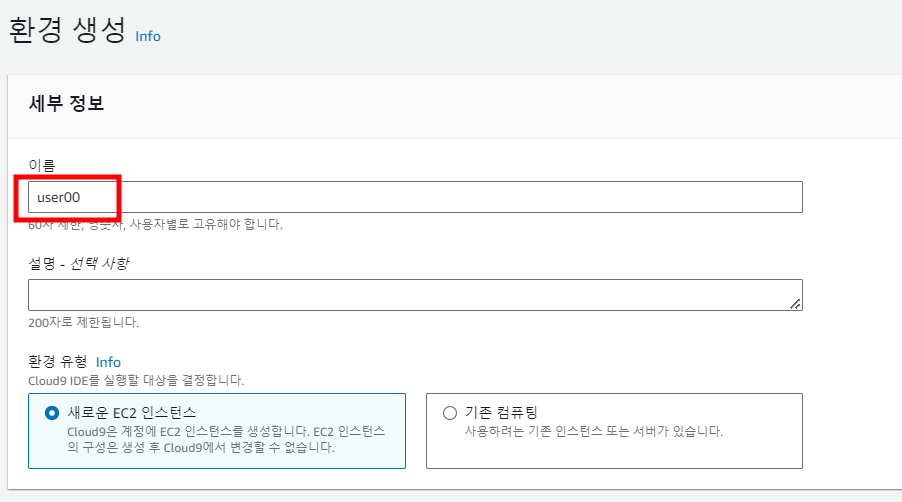 환경 생성 Info
세부 정보
이름
user00
60자 제한, 영숫자, 사용자별로 고유해야 합니다.
설명 - 선택 사항
200자로 제한됩니다.
환경 유형 Info
Cloud9 IDE를 실행할 대상을 결정합니다.
새로운 EC2 인스턴스
Cloud9은 계정에 EC2 인스턴스를 생성합니다. EC2 인스턴스
의 구성은 생성 후 Cloud9에서 변경할 수 없습니다.
기존 컴퓨팅
사용하려는 기존 인스턴스 또는 서버가 있습니다.